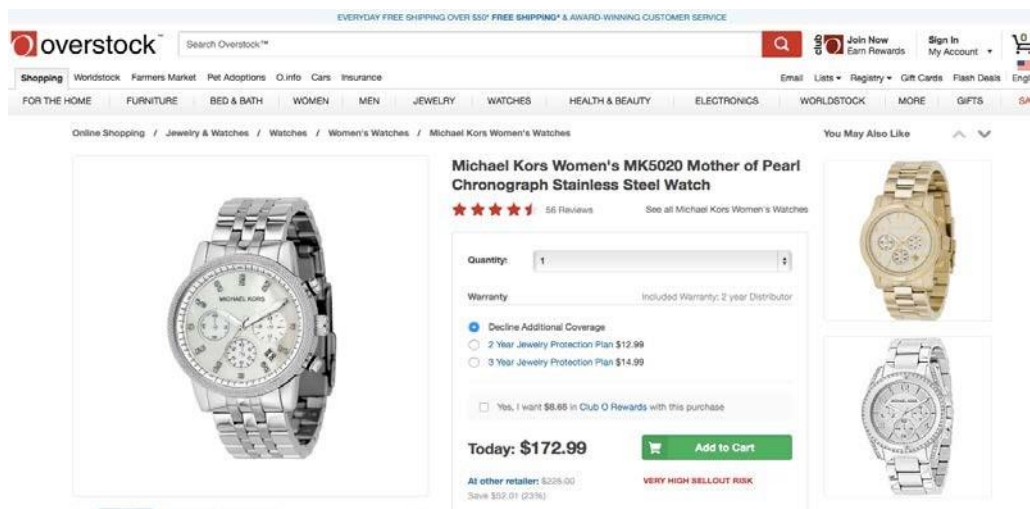 EVERYDAY FREE SHIPPING OVER $50* FREE SHIPPING* & AWARD-WINNING CUSTOMER SERVICE
overstock™
Search Overstock.™
club O
Join Now
Earn Rewards
Sign In
My Account
0
Shopping Worldstock Farmers Market Pet Adoptions O.info Cars Insurance
Email Lists Registry Gift Cards Flash Deals Engl
FOR THE HOME FURNITURE BED & BATH WOMEN MEN JEWELRY WATCHES HEALTH & BEAUTY ELECTRONICS WORLDSTOCK MORE GIFTS SA
Online Shopping / Jewelry & Watches / Watches / Women's Watches / Michael Kors Women's Watches
You May Also Like
Michael Kors Women's MK5020 Mother of Pearl
Chronograph Stainless Steel Watch
56 Reviews
See all Michael Kors Women's Watches
Quantity: 1
Warranty
Included Warranty: 2 year Distributor
Decline Additional Coverage
2 Year Jewelry Protection Plan $12.99
3 Year Jewelry Protection Plan $14.99
Yes, I want $8.65 in Club O Rewards with this purchase
Today: $172.99
Add to Cart
At other retailer: $225.00
VERY HIGH SELLOUT RISK
Save $52.01 (23%)
MICHAEL KORS
MICHAEL KORS